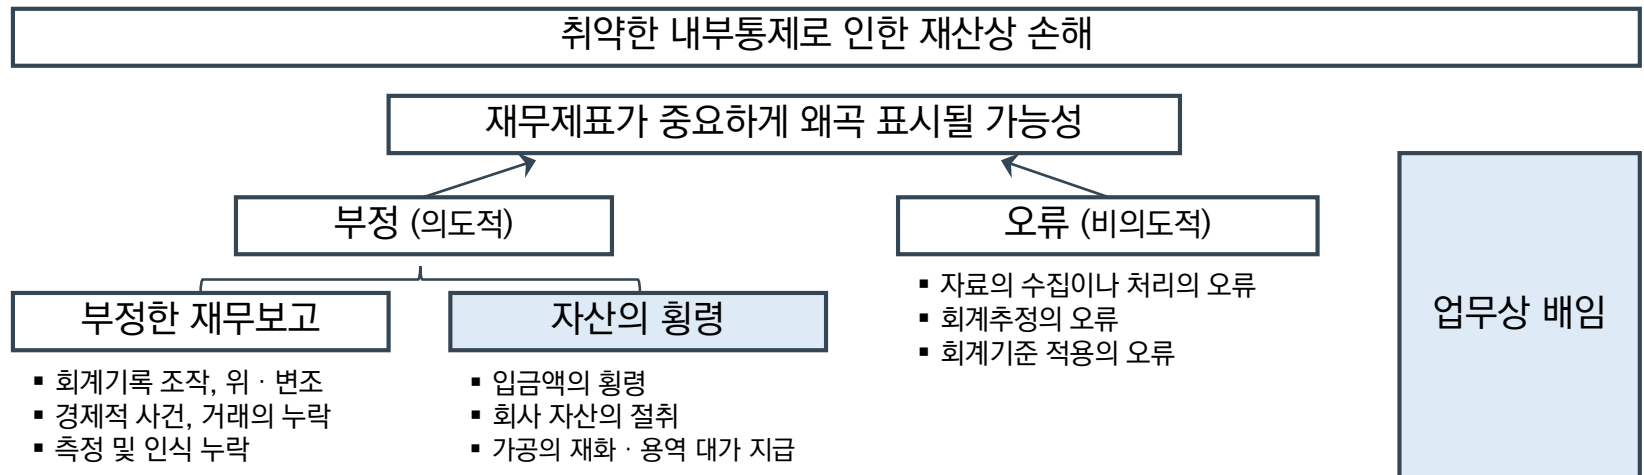 취약한 내부통제로 인한 재산상 손해
재무제표가 중요하게 왜곡 표시될 가능성
부정 (의도적)
오류 (비의도적)
부정한 재무보고
▪ 회계기록 조작, 위 · 변조
▪ 경제적 사건, 거래의 누락
▪ 측정 및 인식 누락
자산의 횡령
▪ 입금액의 횡령
▪ 회사 자산의 절취
▪ 가공의 재화 · 용역 대가 지급
▪ 자료의 수집이나 처리의 오류
▪ 회계추정의 오류
▪ 회계기준 적용의 오류
업무상 배임